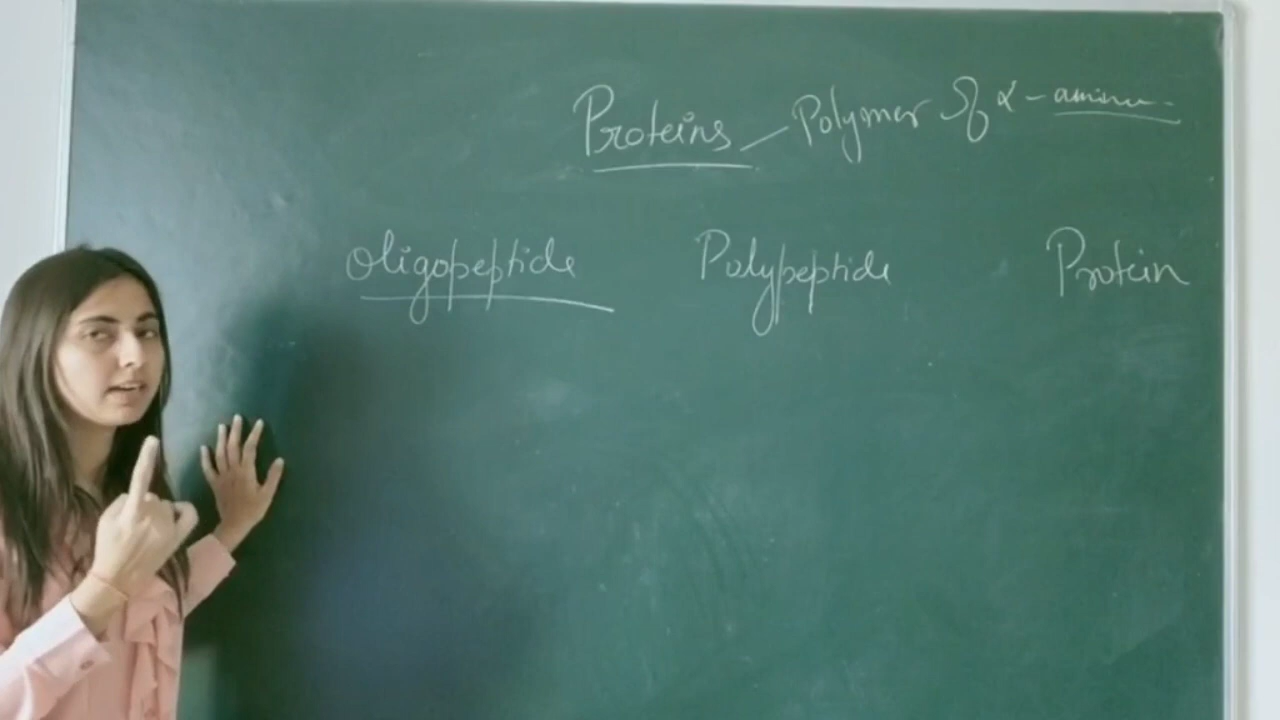 Proteins - Polymer of α-amino
oligopeptide Polypeptide Protein